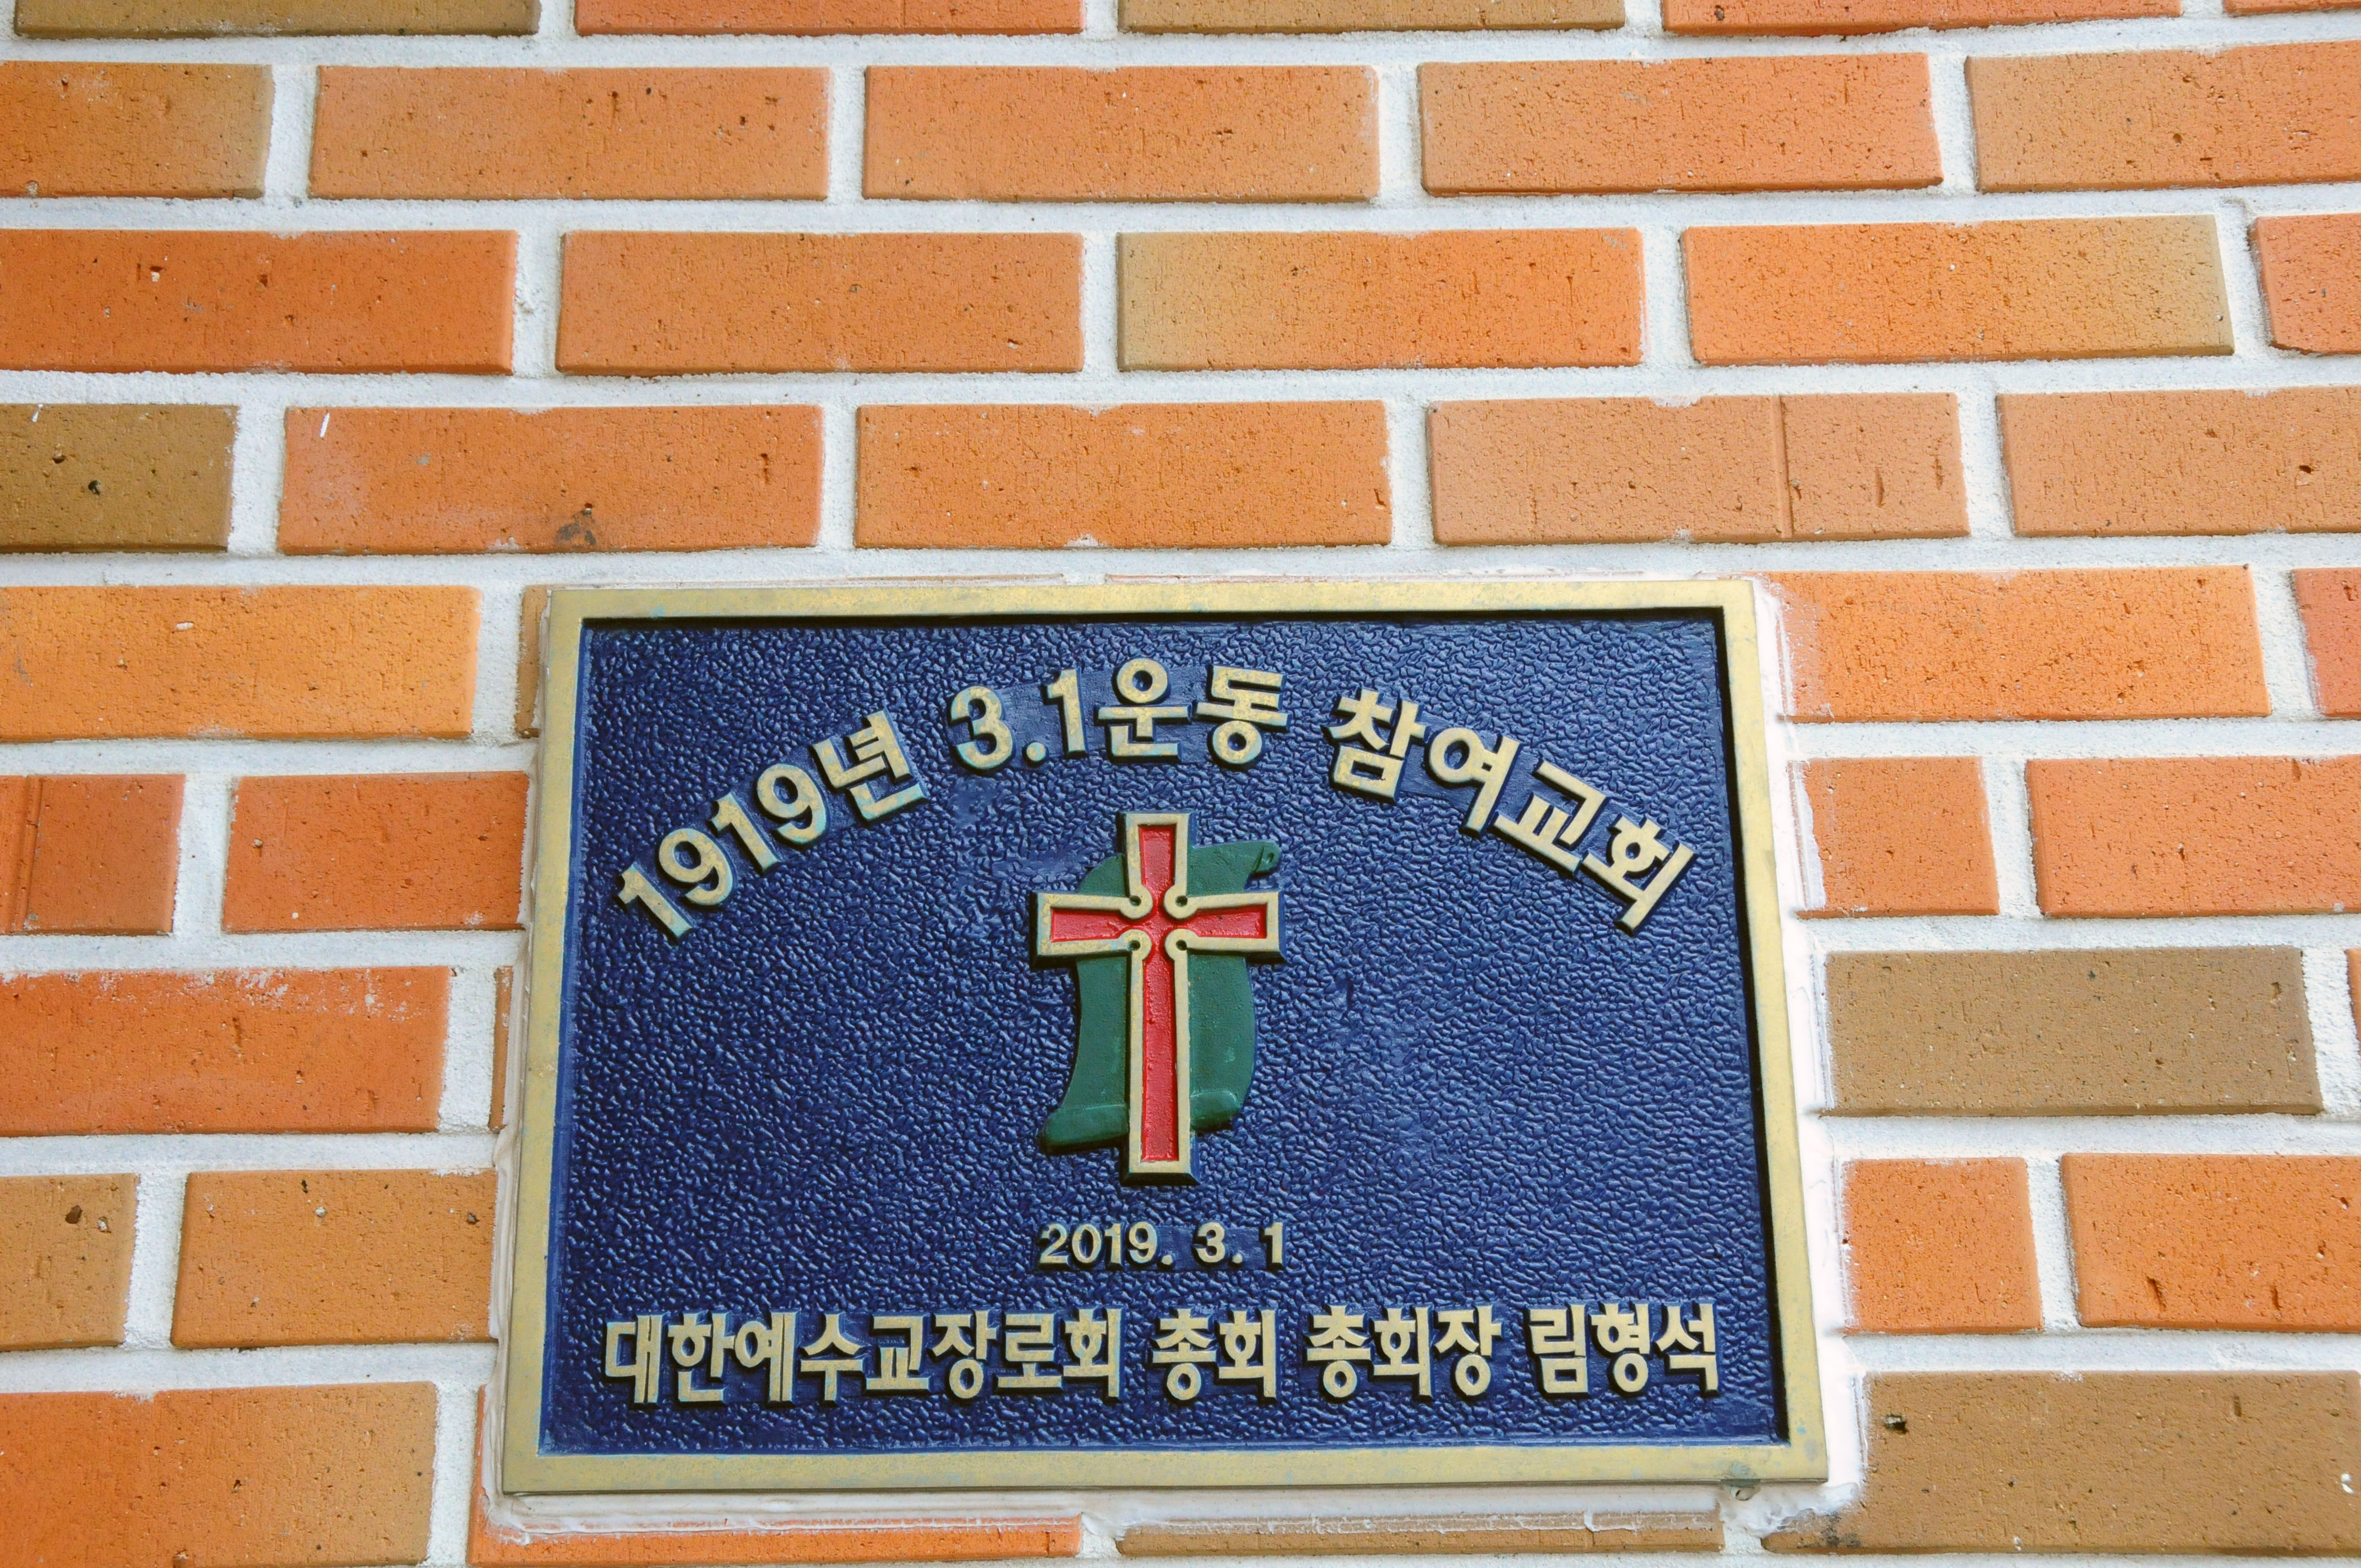 1919년 3.1운동 참여교회
2019. 3. 1
대한예수교장로회 총회 총회장 림형석